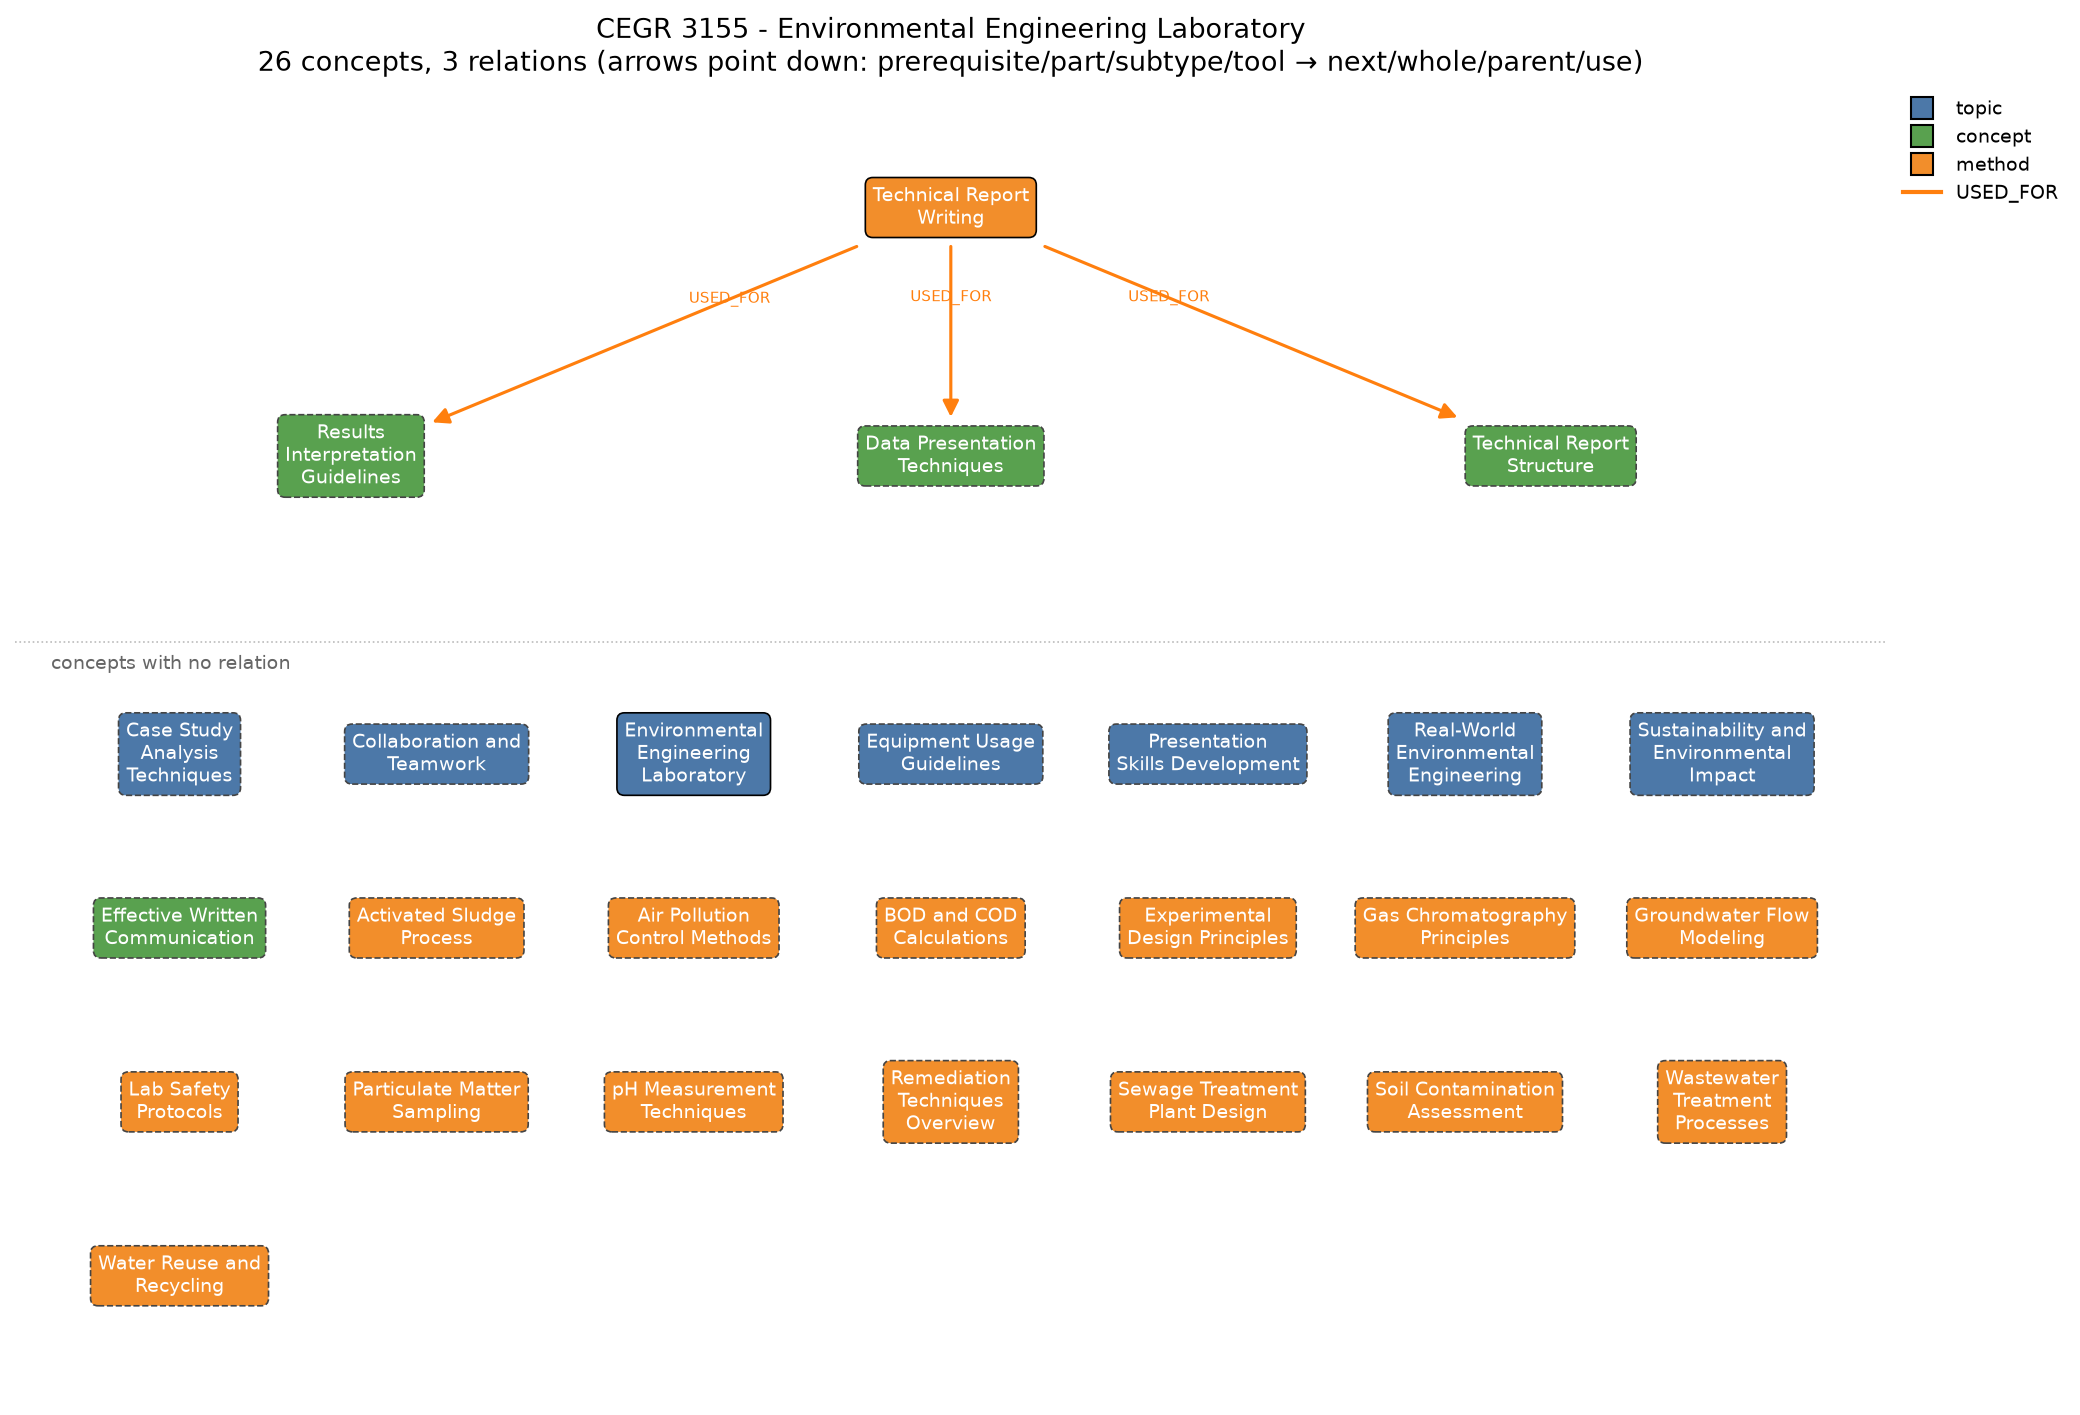 CEGR 3155 - Environmental Engineering Laboratory
26 concepts, 3 relations (arrows point down: prerequisite/part/subtype/tool → next/whole/parent/use)
topic
concept
method
USED_FOR
Technical Report
Writing
USED_FOR
USED_FOR
USED_FOR
Results
Interpretation
Guidelines
Data Presentation
Techniques
Technical Report
Structure
concepts with no relation
Case Study
Analysis
Techniques
Collaboration and
Teamwork
Environmental
Engineering
Laboratory
Equipment Usage
Guidelines
Presentation
Skills Development
Real-World
Environmental
Engineering
Sustainability and
Environmental
Impact
Effective Written
Communication
Activated Sludge
Process
Air Pollution
Control Methods
BOD and COD
Calculations
Experimental
Design Principles
Gas Chromatography
Principles
Groundwater Flow
Modeling
Lab Safety
Protocols
Particulate Matter
Sampling
pH Measurement
Techniques
Remediation
Techniques
Overview
Sewage Treatment
Plant Design
Soil Contamination
Assessment
Wastewater
Treatment
Processes
Water Reuse and
Recycling